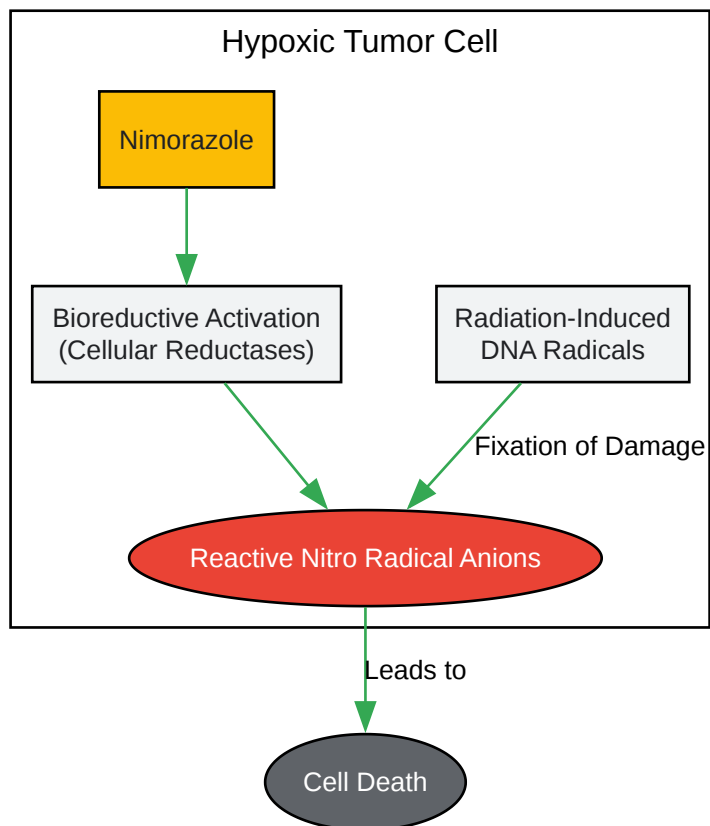 Hypoxic Tumor Cell
Nimorazole
Bioreductive Activation
(Cellular Reductases)
Radiation-Induced
DNA Radicals
Fixation of Damage
Reactive Nitro Radical Anions
Leads to
Cell Death